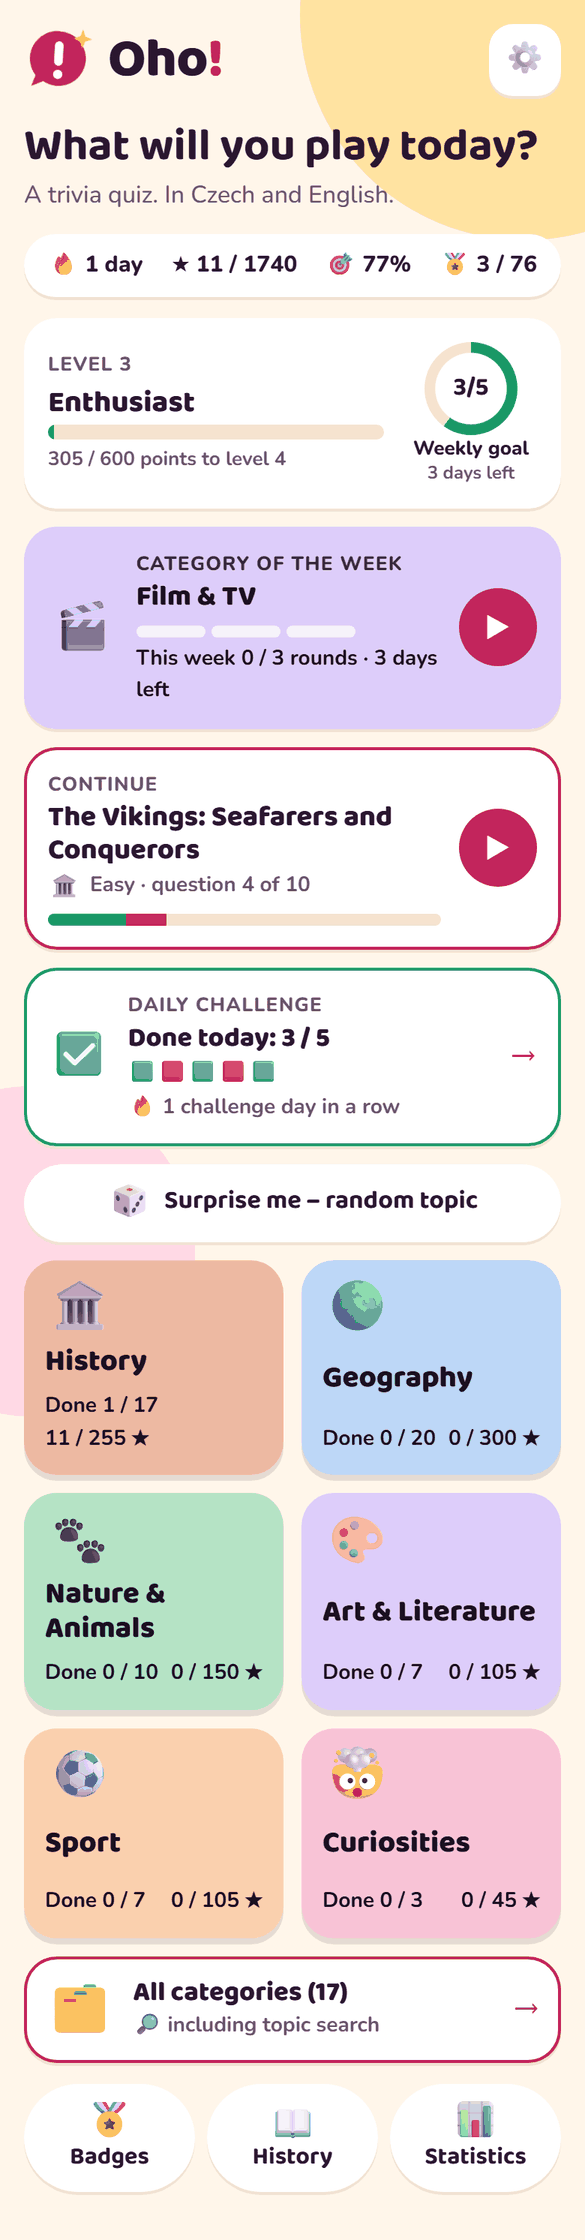 Oho!
What will you play today?
A trivia quiz. In Czech and English.
1 day ★ 11 / 1740 77% 3 / 76
LEVEL 3
Enthusiast
305 / 600 points to level 4
3/5
Weekly goal
3 days left
CATEGORY OF THE WEEK
Film & TV
This week 0 / 3 rounds · 3 days
left
CONTINUE
The Vikings: Seafarers and
Conquerors
Easy · question 4 of 10
DAILY CHALLENGE
Done today: 3 / 5
1 challenge day in a row
→
Surprise me – random topic
History
Done 1 / 17
11 / 255 ★
Geography
Done 0 / 20 0 / 300 ★
Nature &
Animals
Done 0 / 10 0 / 150 ★
Art & Literature
Done 0 / 7 0 / 105 ★
Sport
Done 0 / 7 0 / 105 ★
Curiosities
Done 0 / 3 0 / 45 ★
All categories (17)
including topic search
→
Badges
History
Statistics